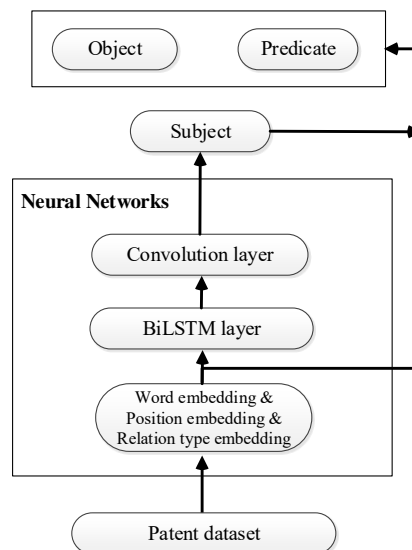 Object
Predicate
Subject
Neural Networks
Convolution layer
BiLSTM layer
Word embedding &
Position embedding &
Relation type embedding
Patent dataset